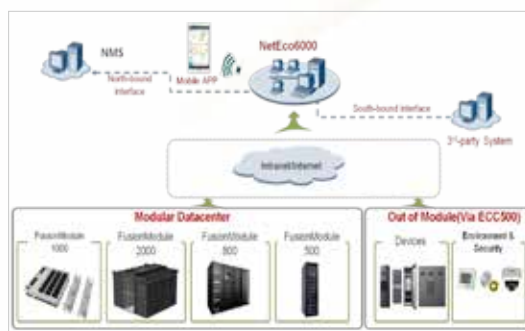 NetEco6000
NMS
Mobile APP
North-bound
interface
South-bound interface
3rd-party System
Intranet/Internet
Modular Datacenter
Out of Module(Via ECC500)
FusionModule
1000
FusionModule
2000
FusionModule
800
FusionModule
500
Devices
Environment &
Security